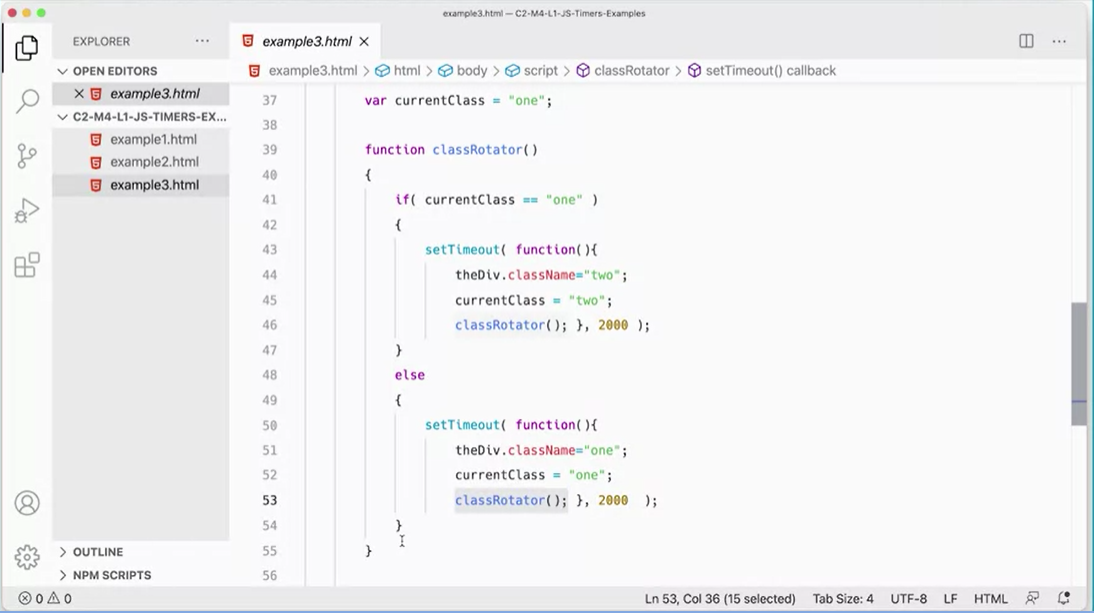 example3.html — C2-M4-L1-JS-Timers-Examples
EXPLORER
example3.html
OPEN EDITORS
example3.html
C2-M4-L1-JS-TIMERS-EX...
example1.html
example2.html
example3.html
OUTLINE
NPM SCRIPTS
example3.html > html > body > script > classRotator > setTimeout() callback
37 var currentClass = "one";
38
39 function classRotator()
40 {
41 if( currentClass == "one" )
42 {
43 setTimeout( function(){
44 theDiv.className="two";
45 currentClass = "two";
46 classRotator(); }, 2000 );
47 }
48 else
49 {
50 setTimeout( function(){
51 theDiv.className="one";
52 currentClass = "one";
53 classRotator(); }, 2000  );
54 }
55 }
56
0 0 Ln 53, Col 36 (15 selected) Tab Size: 4 UTF-8 LF HTML